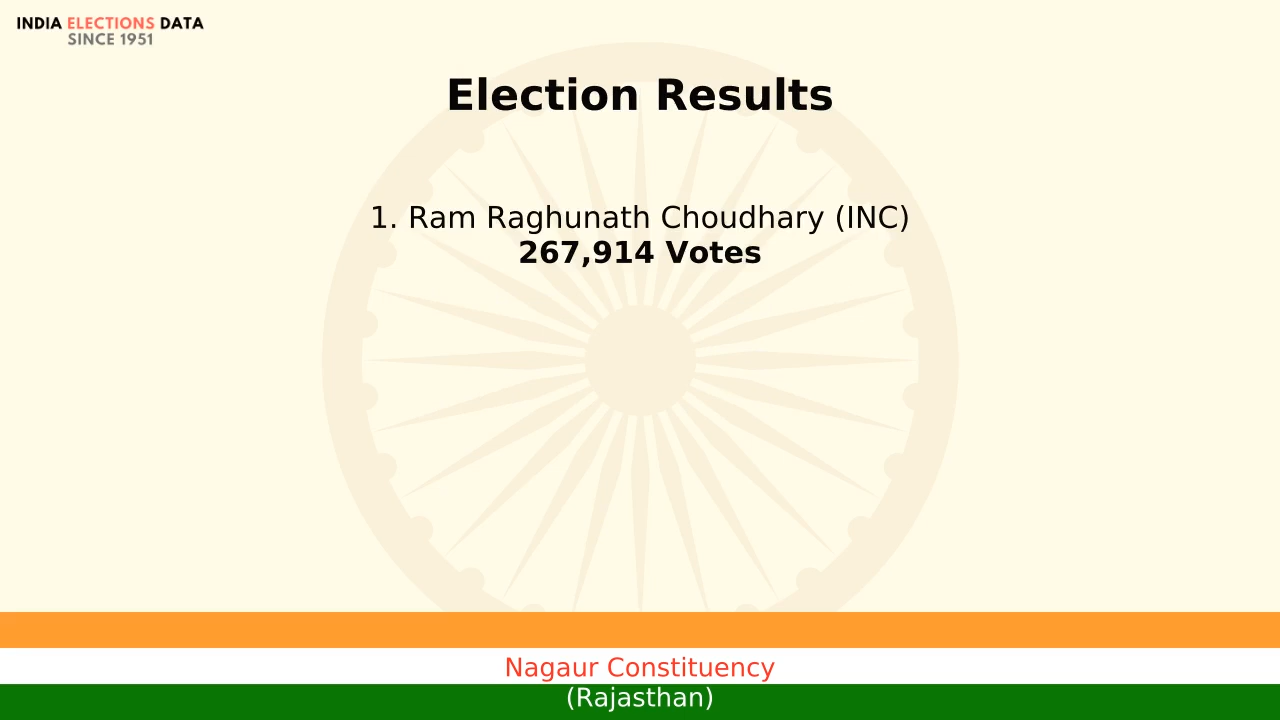 INDIA ELECTIONS DATA
SINCE 1951
Election Results
1. Ram Raghunath Choudhary (INC)
267,914 Votes
Nagaur Constituency
(Rajasthan)